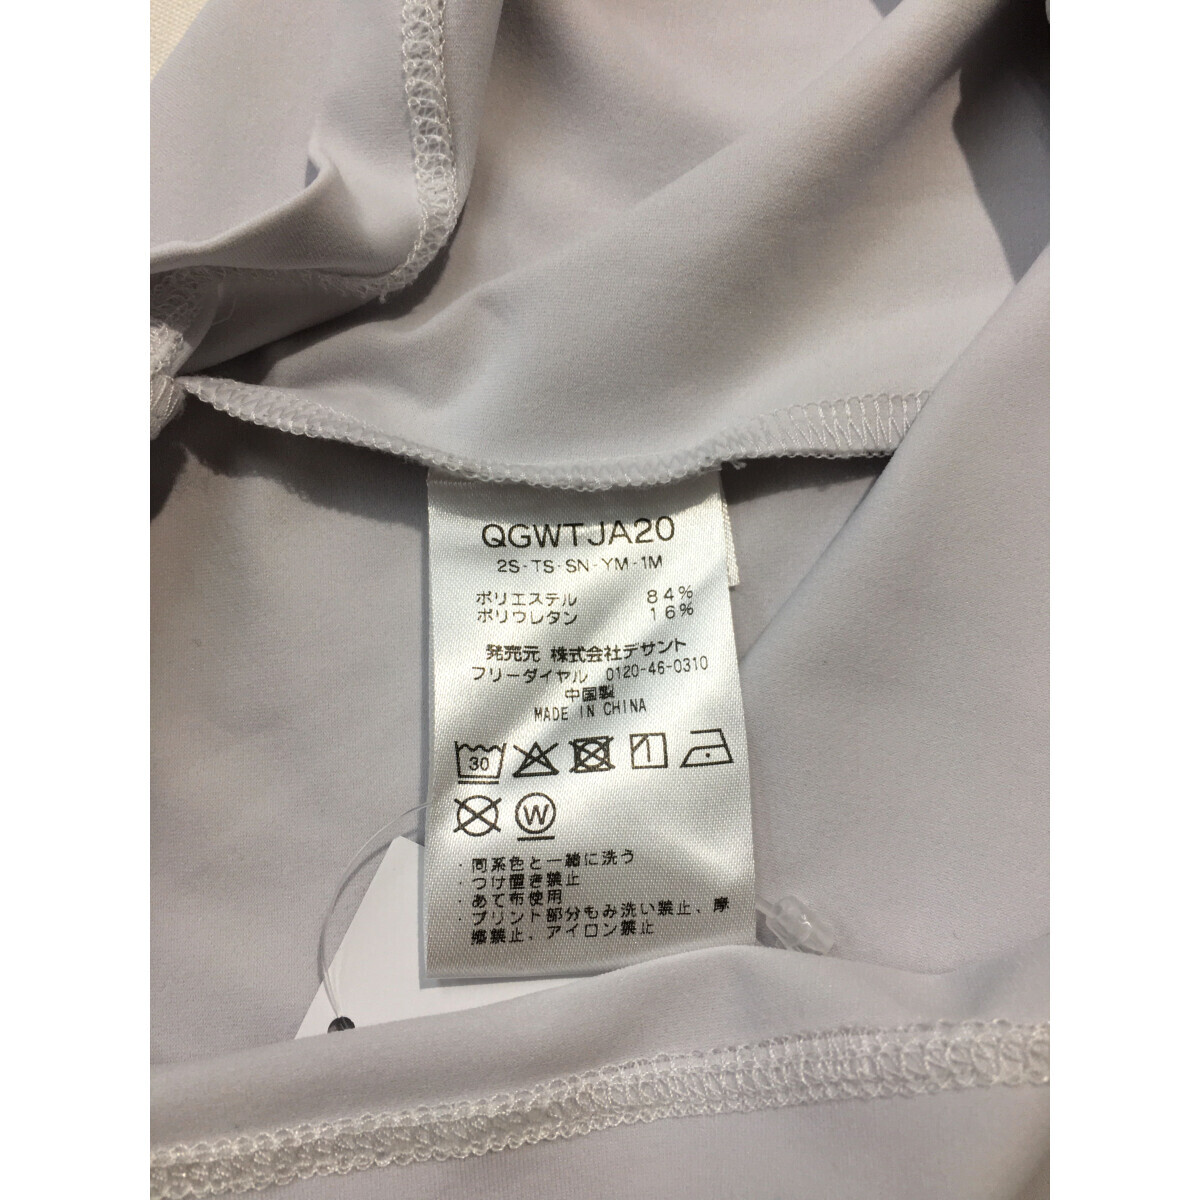 QGWTJA20
2S-TS-SN-YM-1M
ポリエステル 84%
ポリウレタン 16%
発売元 株式会社デサント
フリーダイヤル 0120-46-0310
中国製
MADE IN CHINA
30
W
・同系色と一緒に洗う
・つけ置き禁止
・あて布使用
・プリント部分もみ洗い禁止、摩
擦禁止、アイロン禁止